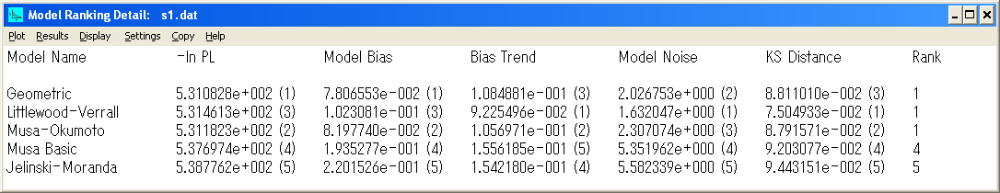 Model Ranking Detail: s1.dat
Plot Results Display Settings Copy Help
Model Name -ln PL Model Bias Bias Trend Model Noise KS Distance Rank
Geometric 5.310828e+002 (1) 7.806553e-002 (1) 1.084881e-001 (3) 2.026753e+000 (2) 8.811010e-002 (3) 1
Littlewood-Verrall 5.314613e+002 (3) 1.023081e-001 (3) 9.225496e-002 (1) 1.632047e+000 (1) 7.504933e-002 (1) 1
Musa-Okumoto 5.311823e+002 (2) 8.197740e-002 (2) 1.056971e-001 (2) 2.307074e+000 (3) 8.791571e-002 (2) 1
Musa Basic 5.376974e+002 (4) 1.935277e-001 (4) 1.556185e-001 (5) 5.351962e+000 (4) 9.203077e-002 (4) 4
Jelinski-Moranda 5.387762e+002 (5) 2.201526e-001 (5) 1.542180e-001 (4) 5.582339e+000 (5) 9.443151e-002 (5) 5